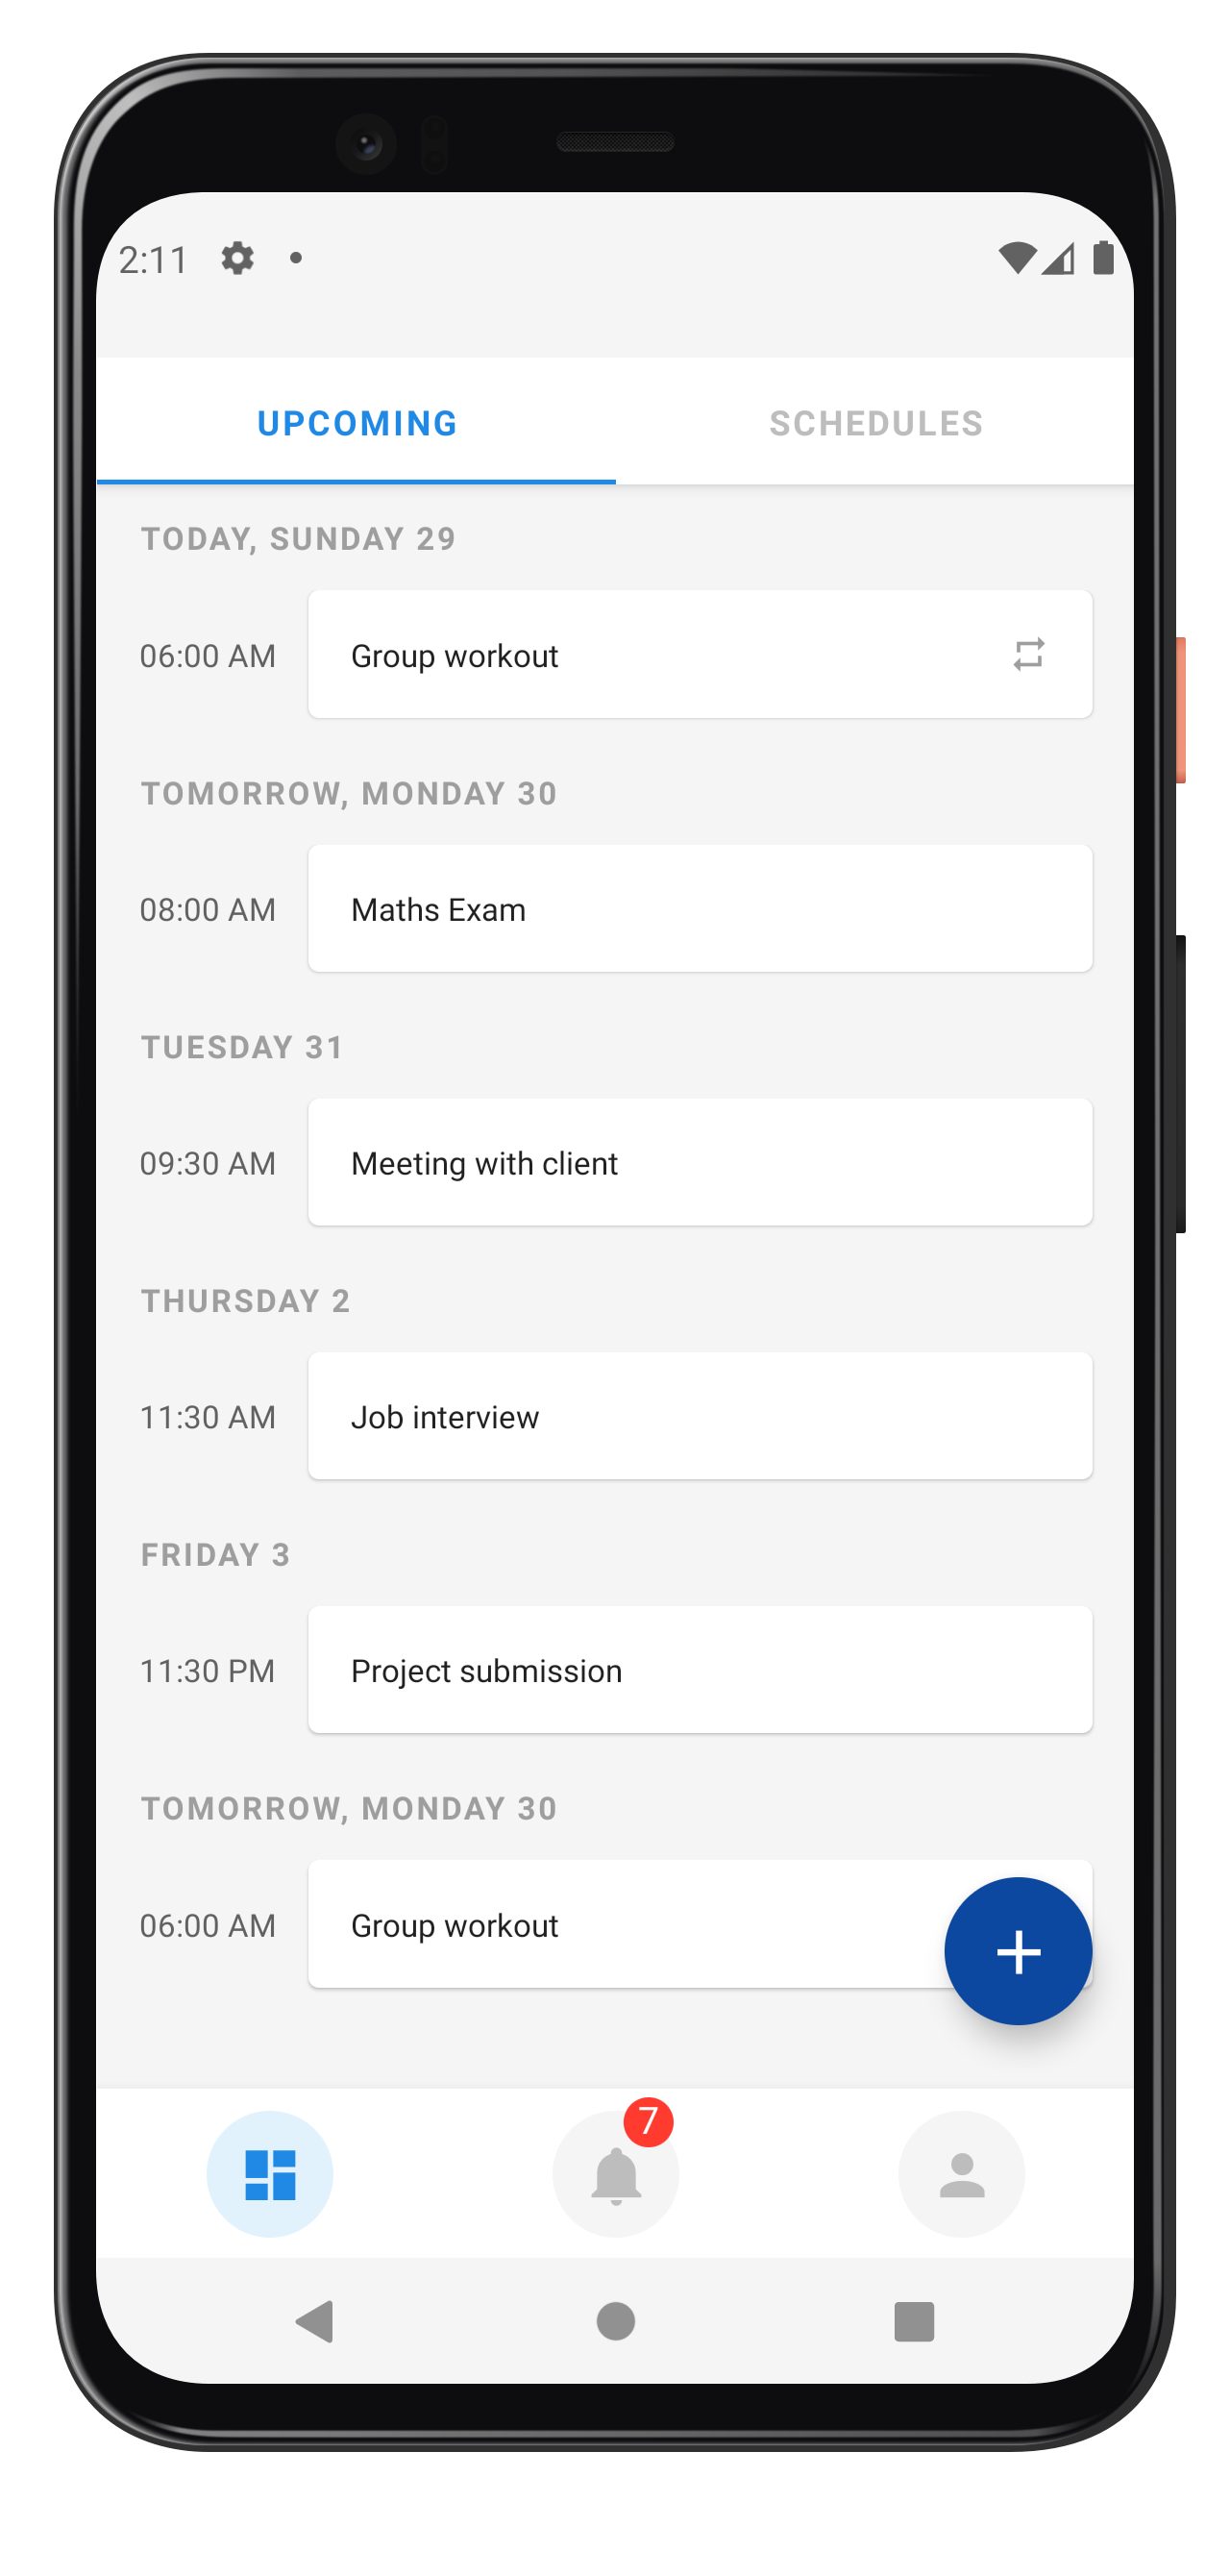 2:11
UPCOMING SCHEDULES
TODAY, SUNDAY 29
06:00 AM Group workout
TOMORROW, MONDAY 30
08:00 AM Maths Exam
TUESDAY 31
09:30 AM Meeting with client
THURSDAY 2
11:30 AM Job interview
FRIDAY 3
11:30 PM Project submission
TOMORROW, MONDAY 30
06:00 AM Group workout
7